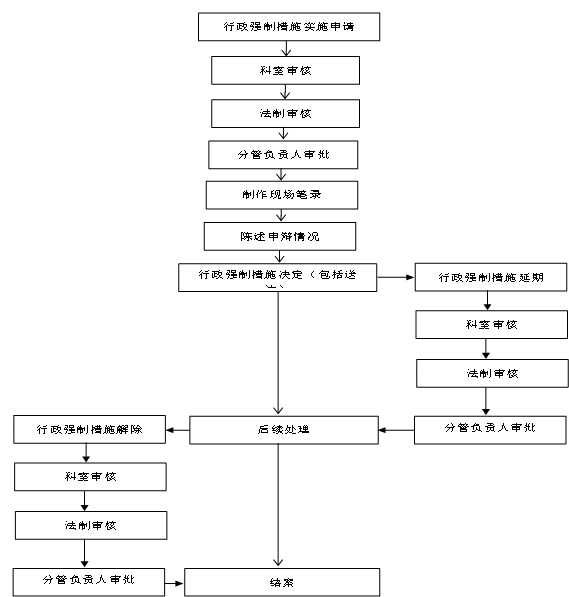 行政强制措施实施申请
科室审核
法制审核
分管负责人审批
制作现场笔录
陈述申辩情况
行政强制措施决定（包括送
行政强制措施延期
科室审核
法制审核
分管负责人审批
后续处理
行政强制措施解除
科室审核
法制审核
分管负责人审批
结案